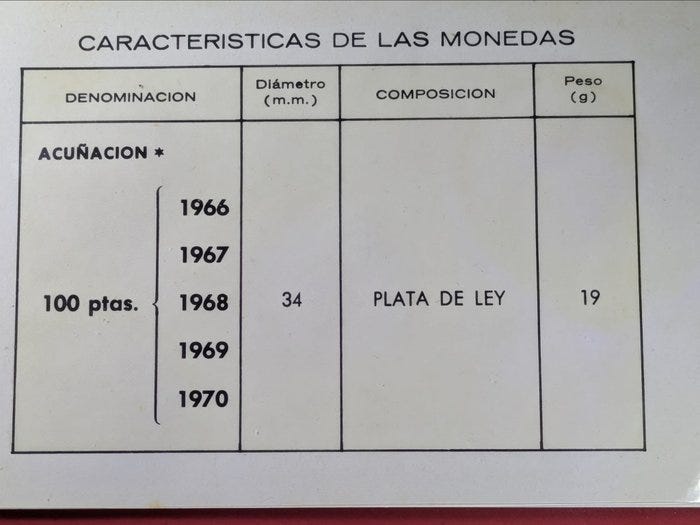 CARACTERISTICAS DE LAS MONEDAS
DENOMINACION
Diámetro
(m.m.)
COMPOSICION
Peso
(g)
ACUÑACION *
1966
1967
100 ptas. 1968 34 PLATA DE LEY 19
1969
1970